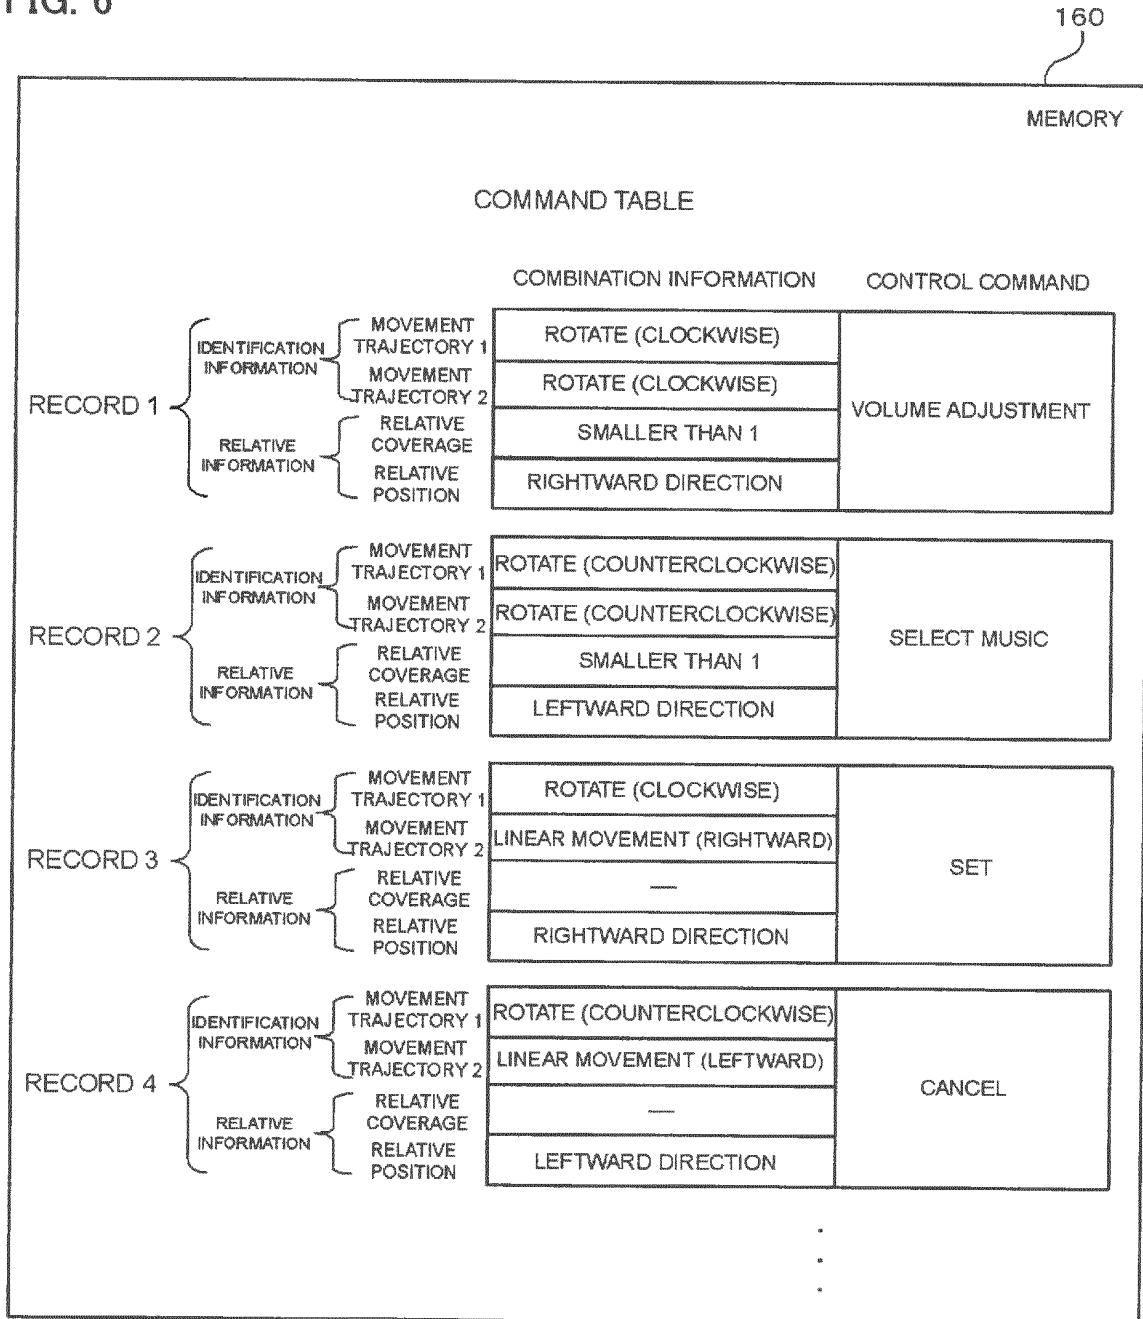 FIG. 6
160
MEMORY
COMMAND TABLE
COMBINATION INFORMATION
CONTROL COMMAND
RECORD 1
IDENTIFICATION
INFORMATION
MOVEMENT
TRAJECTORY 1
MOVEMENT
TRAJECTORY 2
RELATIVE
INFORMATION
RELATIVE
COVERAGE
RELATIVE
POSITION
ROTATE (CLOCKWISE)
ROTATE (CLOCKWISE)
SMALLER THAN 1
RIGHTWARD DIRECTION
VOLUME ADJUSTMENT
RECORD 2
IDENTIFICATION
INFORMATION
MOVEMENT
TRAJECTORY 1
MOVEMENT
TRAJECTORY 2
RELATIVE
INFORMATION
RELATIVE
COVERAGE
RELATIVE
POSITION
ROTATE (COUNTERCLOCKWISE)
ROTATE (COUNTERCLOCKWISE)
SMALLER THAN 1
LEFTWARD DIRECTION
SELECT MUSIC
RECORD 3
IDENTIFICATION
INFORMATION
MOVEMENT
TRAJECTORY 1
MOVEMENT
TRAJECTORY 2
RELATIVE
INFORMATION
RELATIVE
COVERAGE
RELATIVE
POSITION
ROTATE (CLOCKWISE)
LINEAR MOVEMENT (RIGHTWARD)
—
RIGHTWARD DIRECTION
SET
RECORD 4
IDENTIFICATION
INFORMATION
MOVEMENT
TRAJECTORY 1
MOVEMENT
TRAJECTORY 2
RELATIVE
INFORMATION
RELATIVE
COVERAGE
RELATIVE
POSITION
ROTATE (COUNTERCLOCKWISE)
LINEAR MOVEMENT (LEFTWARD)
—
LEFTWARD DIRECTION
CANCEL